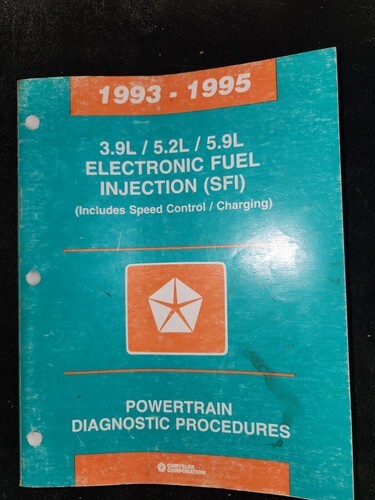 1993 - 1995
3.9L / 5.2L / 5.9L
ELECTRONIC FUEL
INJECTION (SFI)
(Includes Speed Control / Charging)
POWERTRAIN
DIAGNOSTIC PROCEDURES
CHRYSLER
CORPORATION